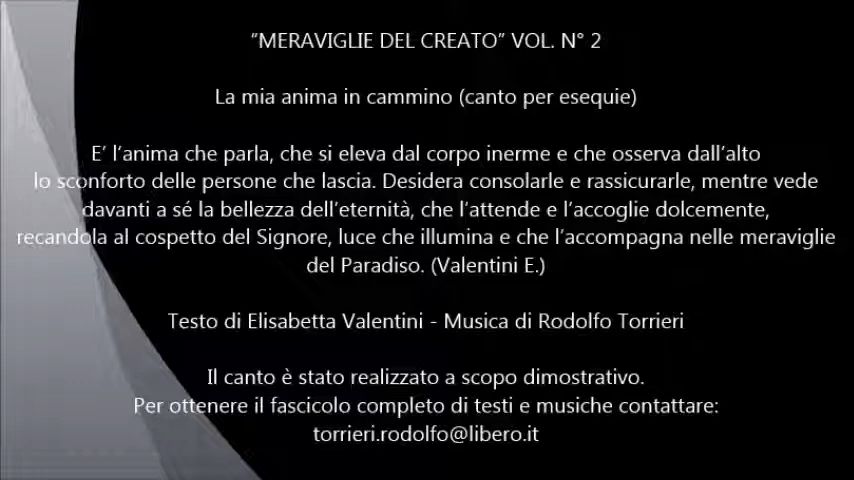 “MERAVIGLIE DEL CREATO” VOL. N° 2
La mia anima in cammino (canto per esequie)
E’ l’anima che parla, che si eleva dal corpo inerme e che osserva dall’alto
lo sconforto delle persone che lascia. Desidera consolarle e rassicurarle, mentre vede
davanti a sé la bellezza dell’eternità, che l’attende e l’accoglie dolcemente,
recandola al cospetto del Signore, luce che illumina e che l’accompagna nelle meraviglie
del Paradiso. (Valentini E.)
Testo di Elisabetta Valentini - Musica di Rodolfo Torrieri
Il canto è stato realizzato a scopo dimostrativo.
Per ottenere il fascicolo completo di testi e musiche contattare:
torrieri.rodolfo@libero.it